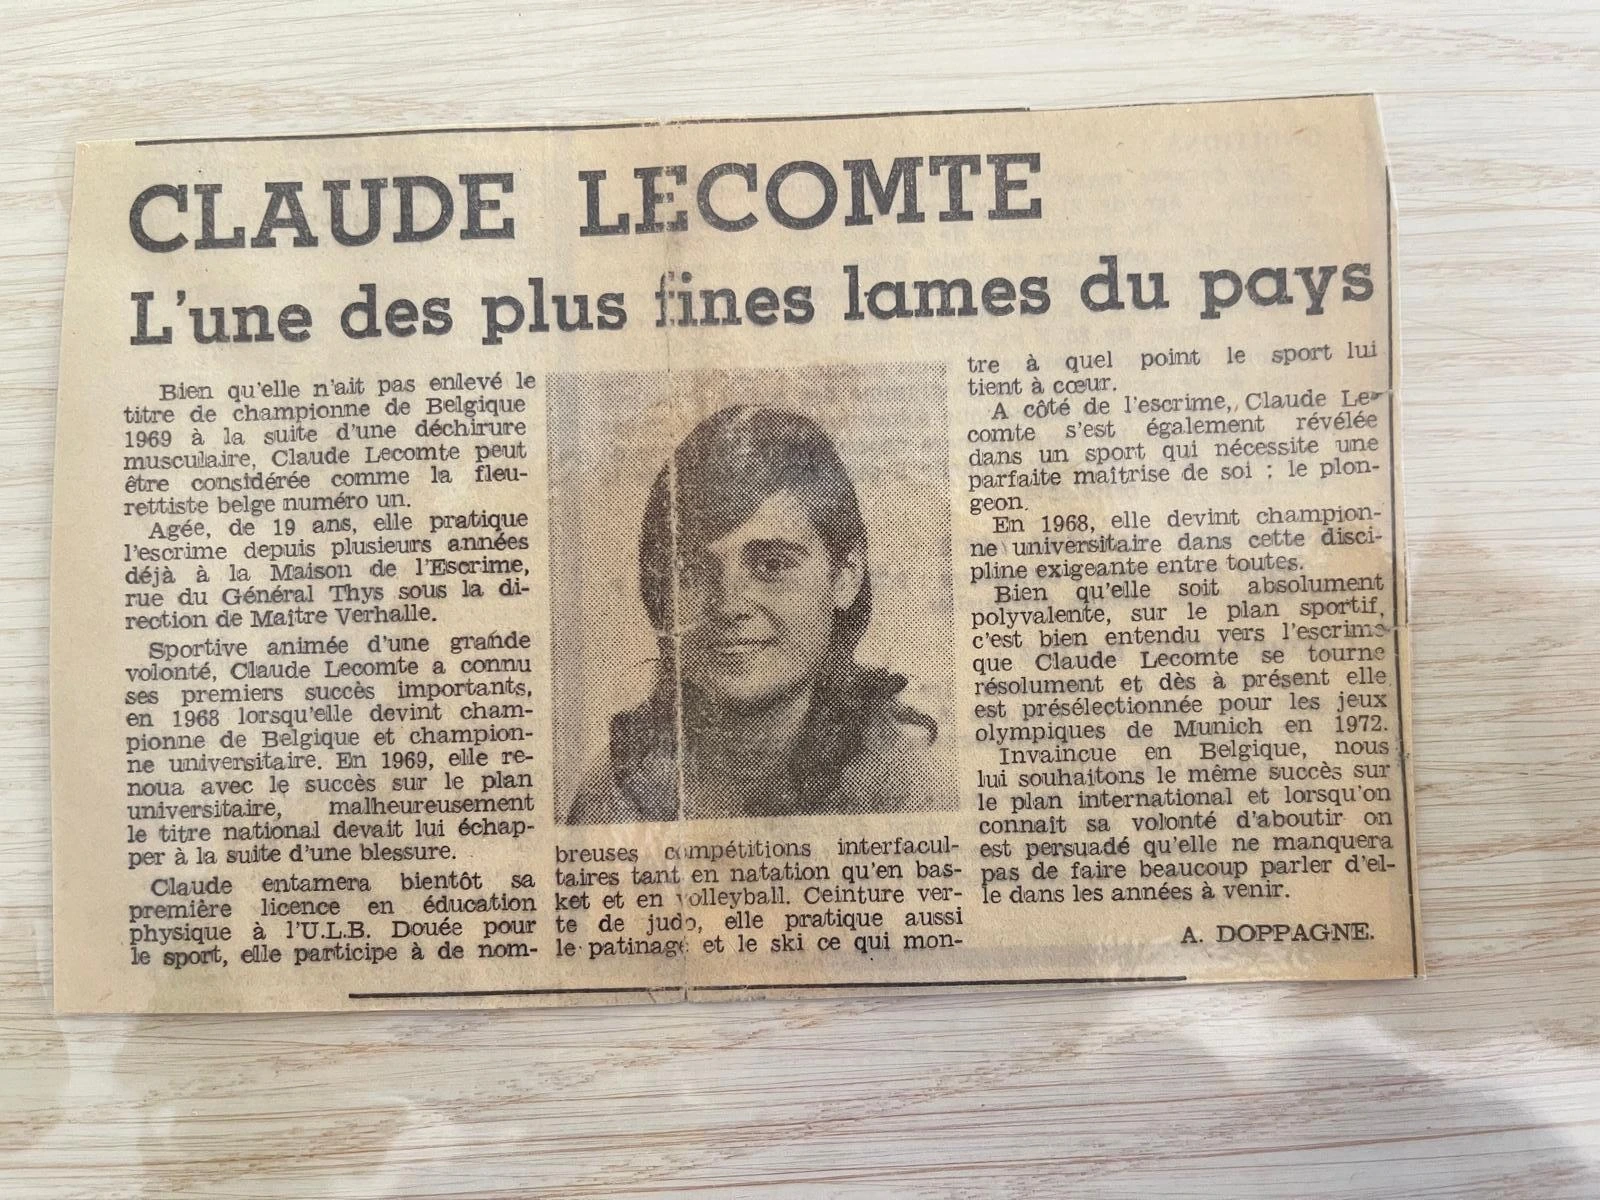 CLAUDE LECOMTE
L'une des plus fines lames du pays
Bien qu'elle n'ait pas enlevé le
titre de championne de Belgique
1969 à la suite d'une déchirure
musculaire, Claude Lecomte peut
être considérée comme la fleu-
rettiste belge numéro un.
Agée, de 19 ans, elle pratique
l'escrime depuis plusieurs années
déjà à la Maison de l'Escrime,
rue du Général Thys sous la di-
rection de Maître Verhalle.
Sportive animée d'une grande
volonté, Claude Lecomte a connu
ses premiers succès importants,
en 1968 lorsqu'elle devint cham-
pionne de Belgique et champion-
ne universitaire. En 1969, elle re-
noua avec le succès sur le plan
universitaire, malheureusement
le titre national devait lui échap-
per à la suite d'une blessure.
Claude entamera bientôt sa
première licence en éducation
physique à l'U.L.B. Douée pour
le sport, elle participe à de nom-
breuses compétitions interfacul-
taires tant en natation qu'en bas-
ket et en volleyball. Ceinture ver-
te de judo, elle pratique aussi
le patinage et le ski ce qui mon-
tre à quel point le sport lui
tient à cœur.
A côté de l'escrime, Claude Le-
comte s'est également révélée
dans un sport qui nécessite une
parfaite maîtrise de soi : le plon-
geon.
En 1968, elle devint champion-
ne universitaire dans cette disci-
pline exigeante entre toutes.
Bien qu'elle soit absolument
polyvalente, sur le plan sportif,
c'est bien entendu vers l'escrime
que Claude Lecomte se tourne
résolument et dès à présent elle
est présélectionnée pour les jeux
olympiques de Munich en 1972.
Invaincue en Belgique, nous
lui souhaitons le même succès sur
le plan international et lorsqu'on
connaît sa volonté d'aboutir on
est persuadé qu'elle ne manquera
pas de faire beaucoup parler d'el-
le dans les années à venir.
A. DOPPAGNE.